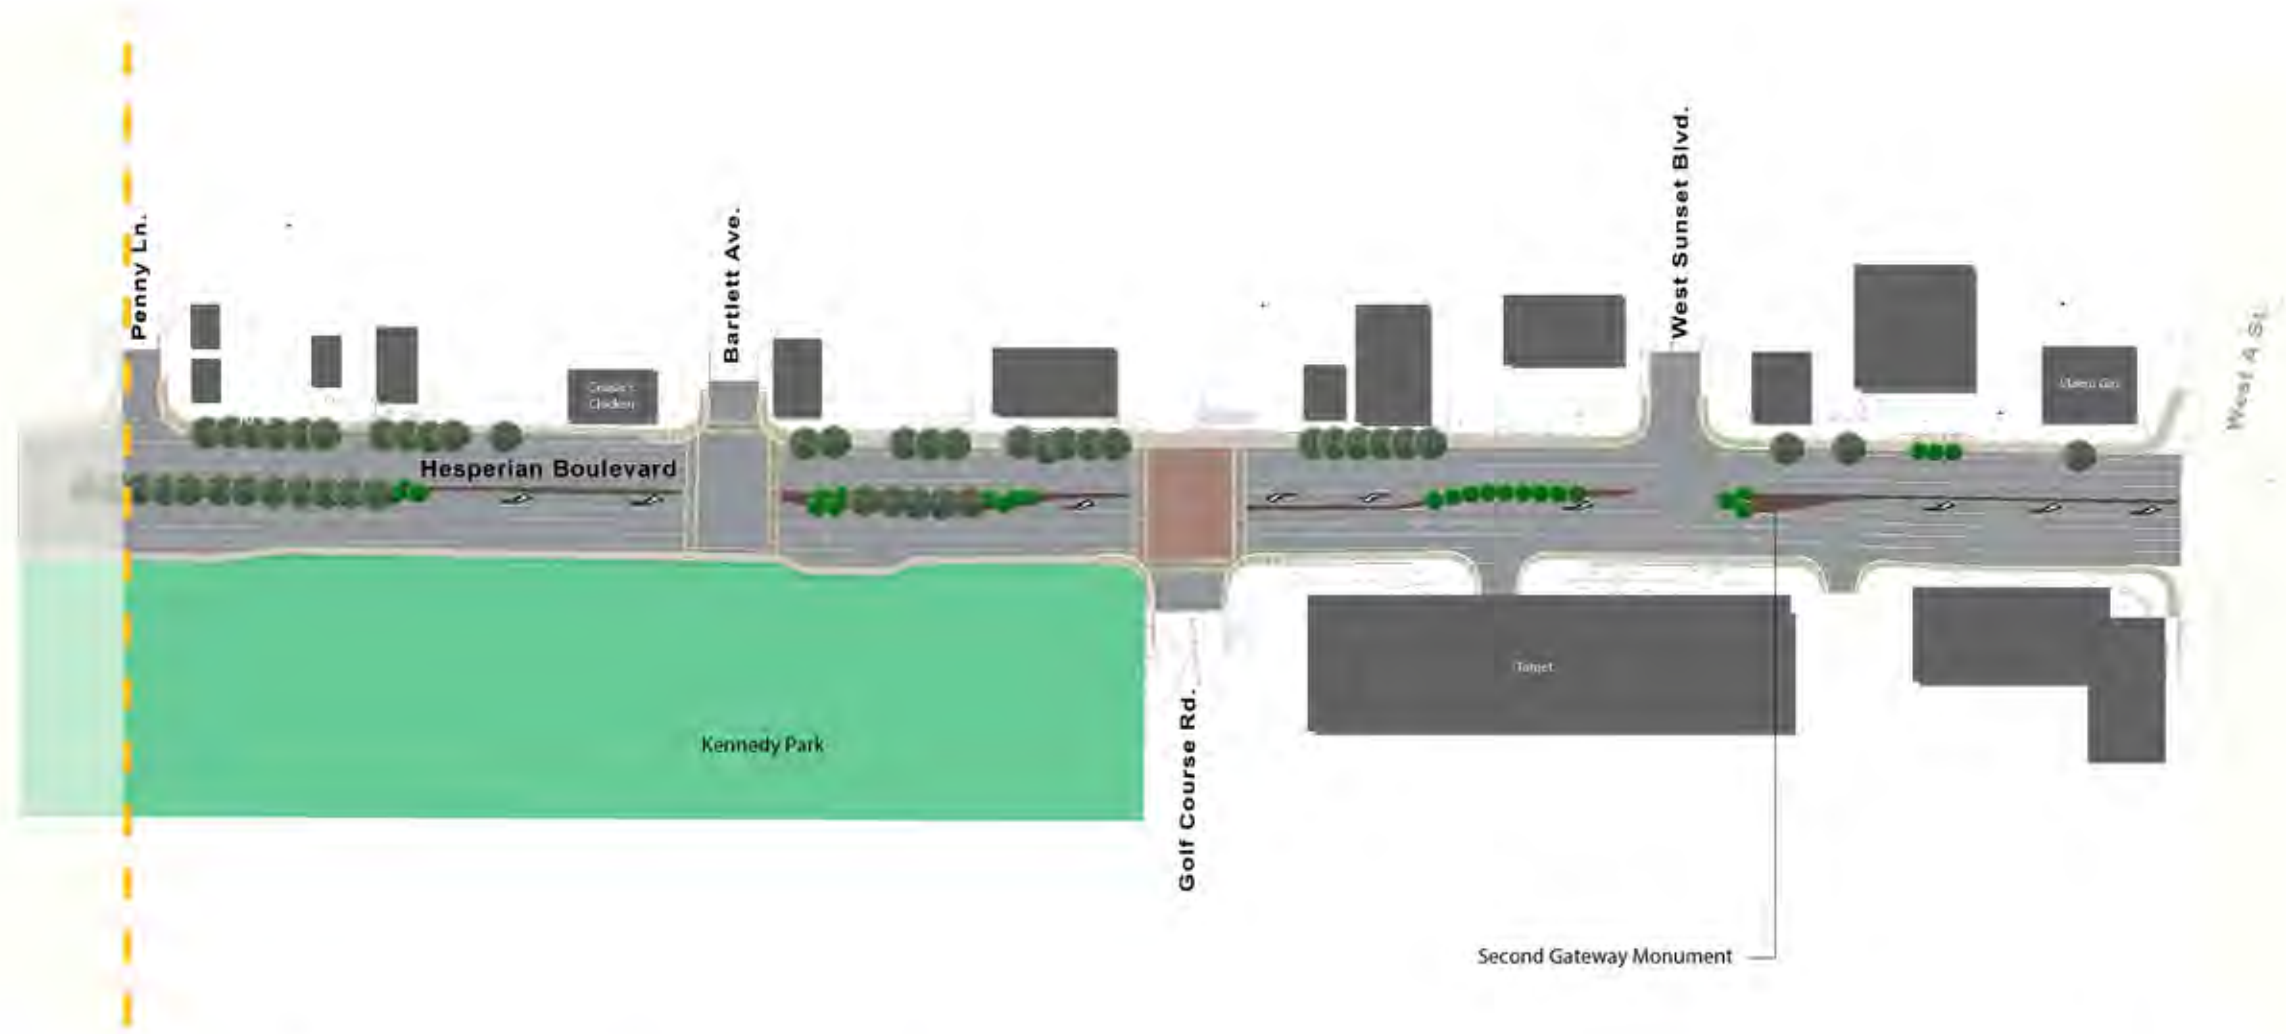 Penny Ln.
Bartlett Ave.
West Sunset Blvd.
West A St.
Chicken
Hesperian Boulevard
Target
Kennedy Park
Golf Course Rd.
Second Gateway Monument